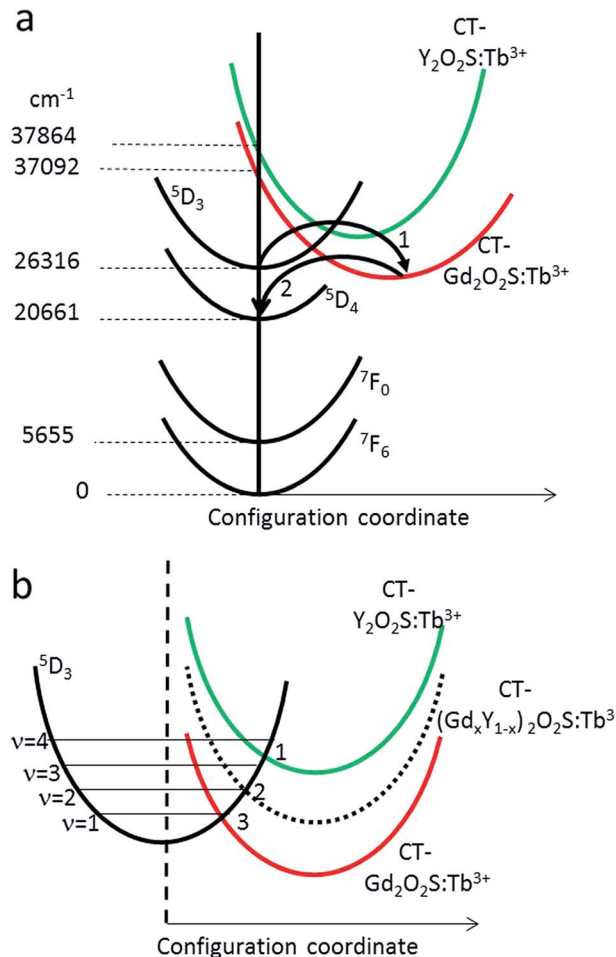 a
CT-
Y₂O₂S:Tb³⁺
cm⁻¹
37864
37092
⁵D₃
1
CT-
Gd₂O₂S:Tb³⁺
26316
2
⁵D₄
20661
⁷F₀
5655
⁷F₆
0
Configuration coordinate
b
CT-
Y₂O₂S:Tb³⁺
⁵D₃
CT-
(GdₓY₁₋ₓ)₂O₂S:Tb³
ν=4
1
ν=3
ν=2
2
ν=1
3
CT-
Gd₂O₂S:Tb³⁺
Configuration coordinate